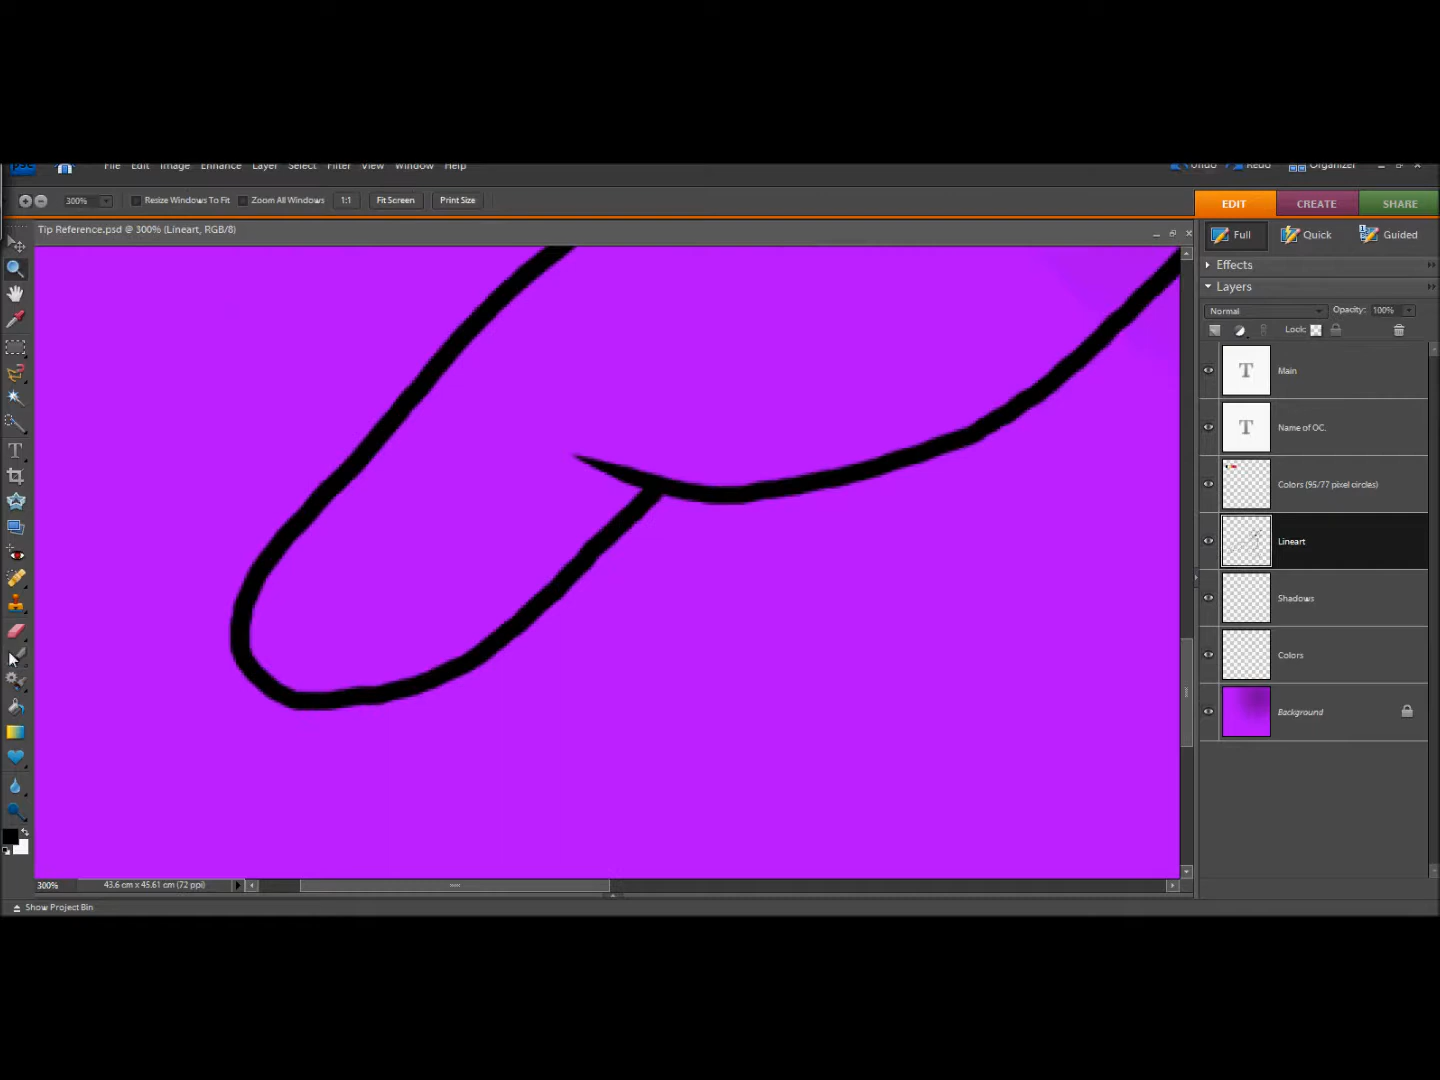 File Edit Image Enhance Layer Select Filter View Window Help Undo Redo Organizer
300% Resize Windows To Fit Zoom All Windows 1:1 Fit Screen Print Size EDIT CREATE SHARE
Tip Reference.psd @ 300% (Lineart, RGB/8)
Full Quick Guided
Effects
Layers
Normal Opacity: 100%
Lock:
T Main
T Name of OC.
Colors (95/77 pixel circles)
Lineart
Shadows
Colors
Background
300% 43.6 cm x 45.61 cm (72 ppi)
Show Project Bin